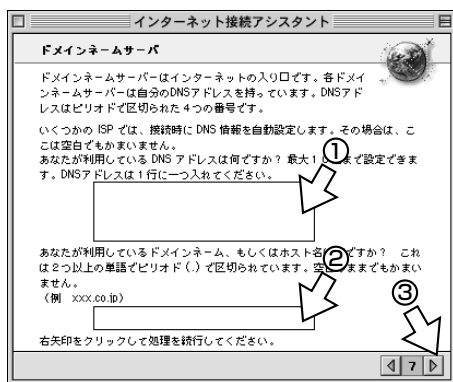 インターネット接続アシスタント
ドメインネームサーバ
ドメインネームサーバーはインターネットの入り口です。各ドメイ
ンネームサーバーは自分のDNSアドレスを持っています。DNSアド
レスはピリオドで区切られた4つの番号です。
いくつかの ISP では、接続時に DNS 情報を自動設定します。その場合は、こ
こは空白でもかまいません。
あなたが利用している DNS アドレスは何ですか? 最大1 まで設定できま
す。DNSアドレスは1行に一つ入れてください。
①
あなたが利用しているドメインネーム、もしくはホスト名 ですか? これ
は2つ以上の単語でピリオド(.)で区切られています。空 ままでもかまい
ません。
②
(例 xxx.co.jp)
③
右矢印をクリックして処理を続行してください。
7